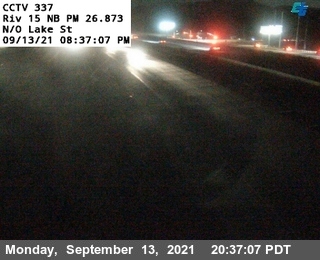 CCTV 337
Riv 15 NB PM 26.873
N/O Lake St
09/13/21 08:37:07 PM
Monday, September 13, 2021 20:37:07 PDT